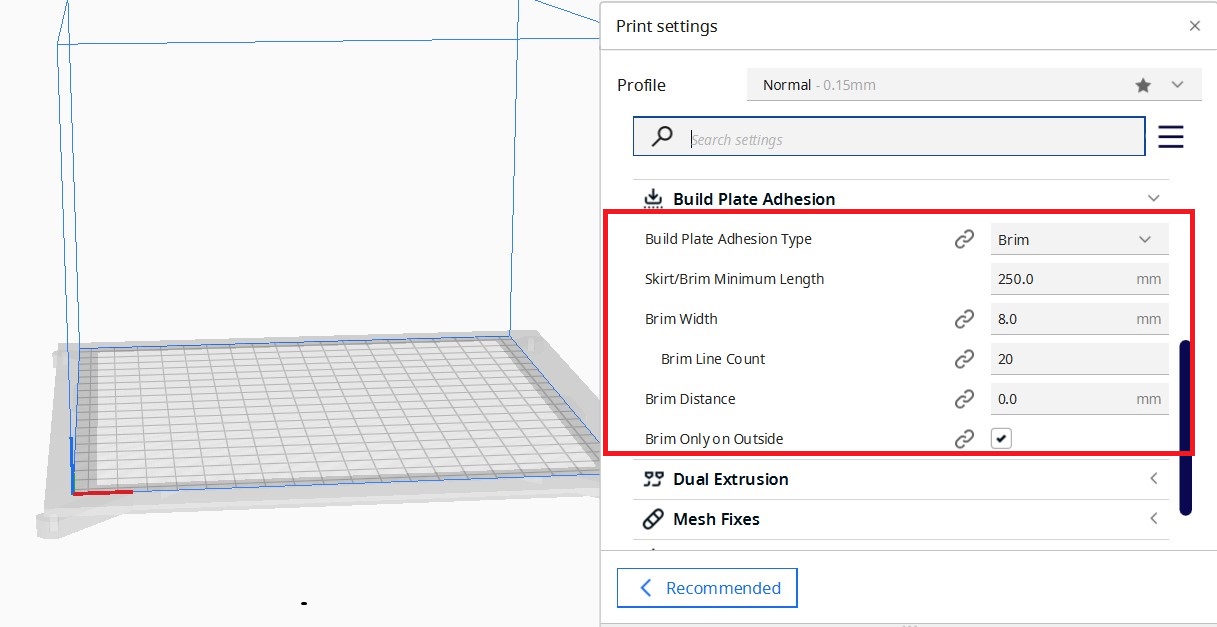 Print settings
Profile
Normal - 0.15mm
Search settings
Build Plate Adhesion
Build Plate Adhesion Type Brim
Skirt/Brim Minimum Length 250.0 mm
Brim Width 8.0 mm
Brim Line Count 20
Brim Distance 0.0 mm
Brim Only on Outside
Dual Extrusion
Mesh Fixes
Recommended